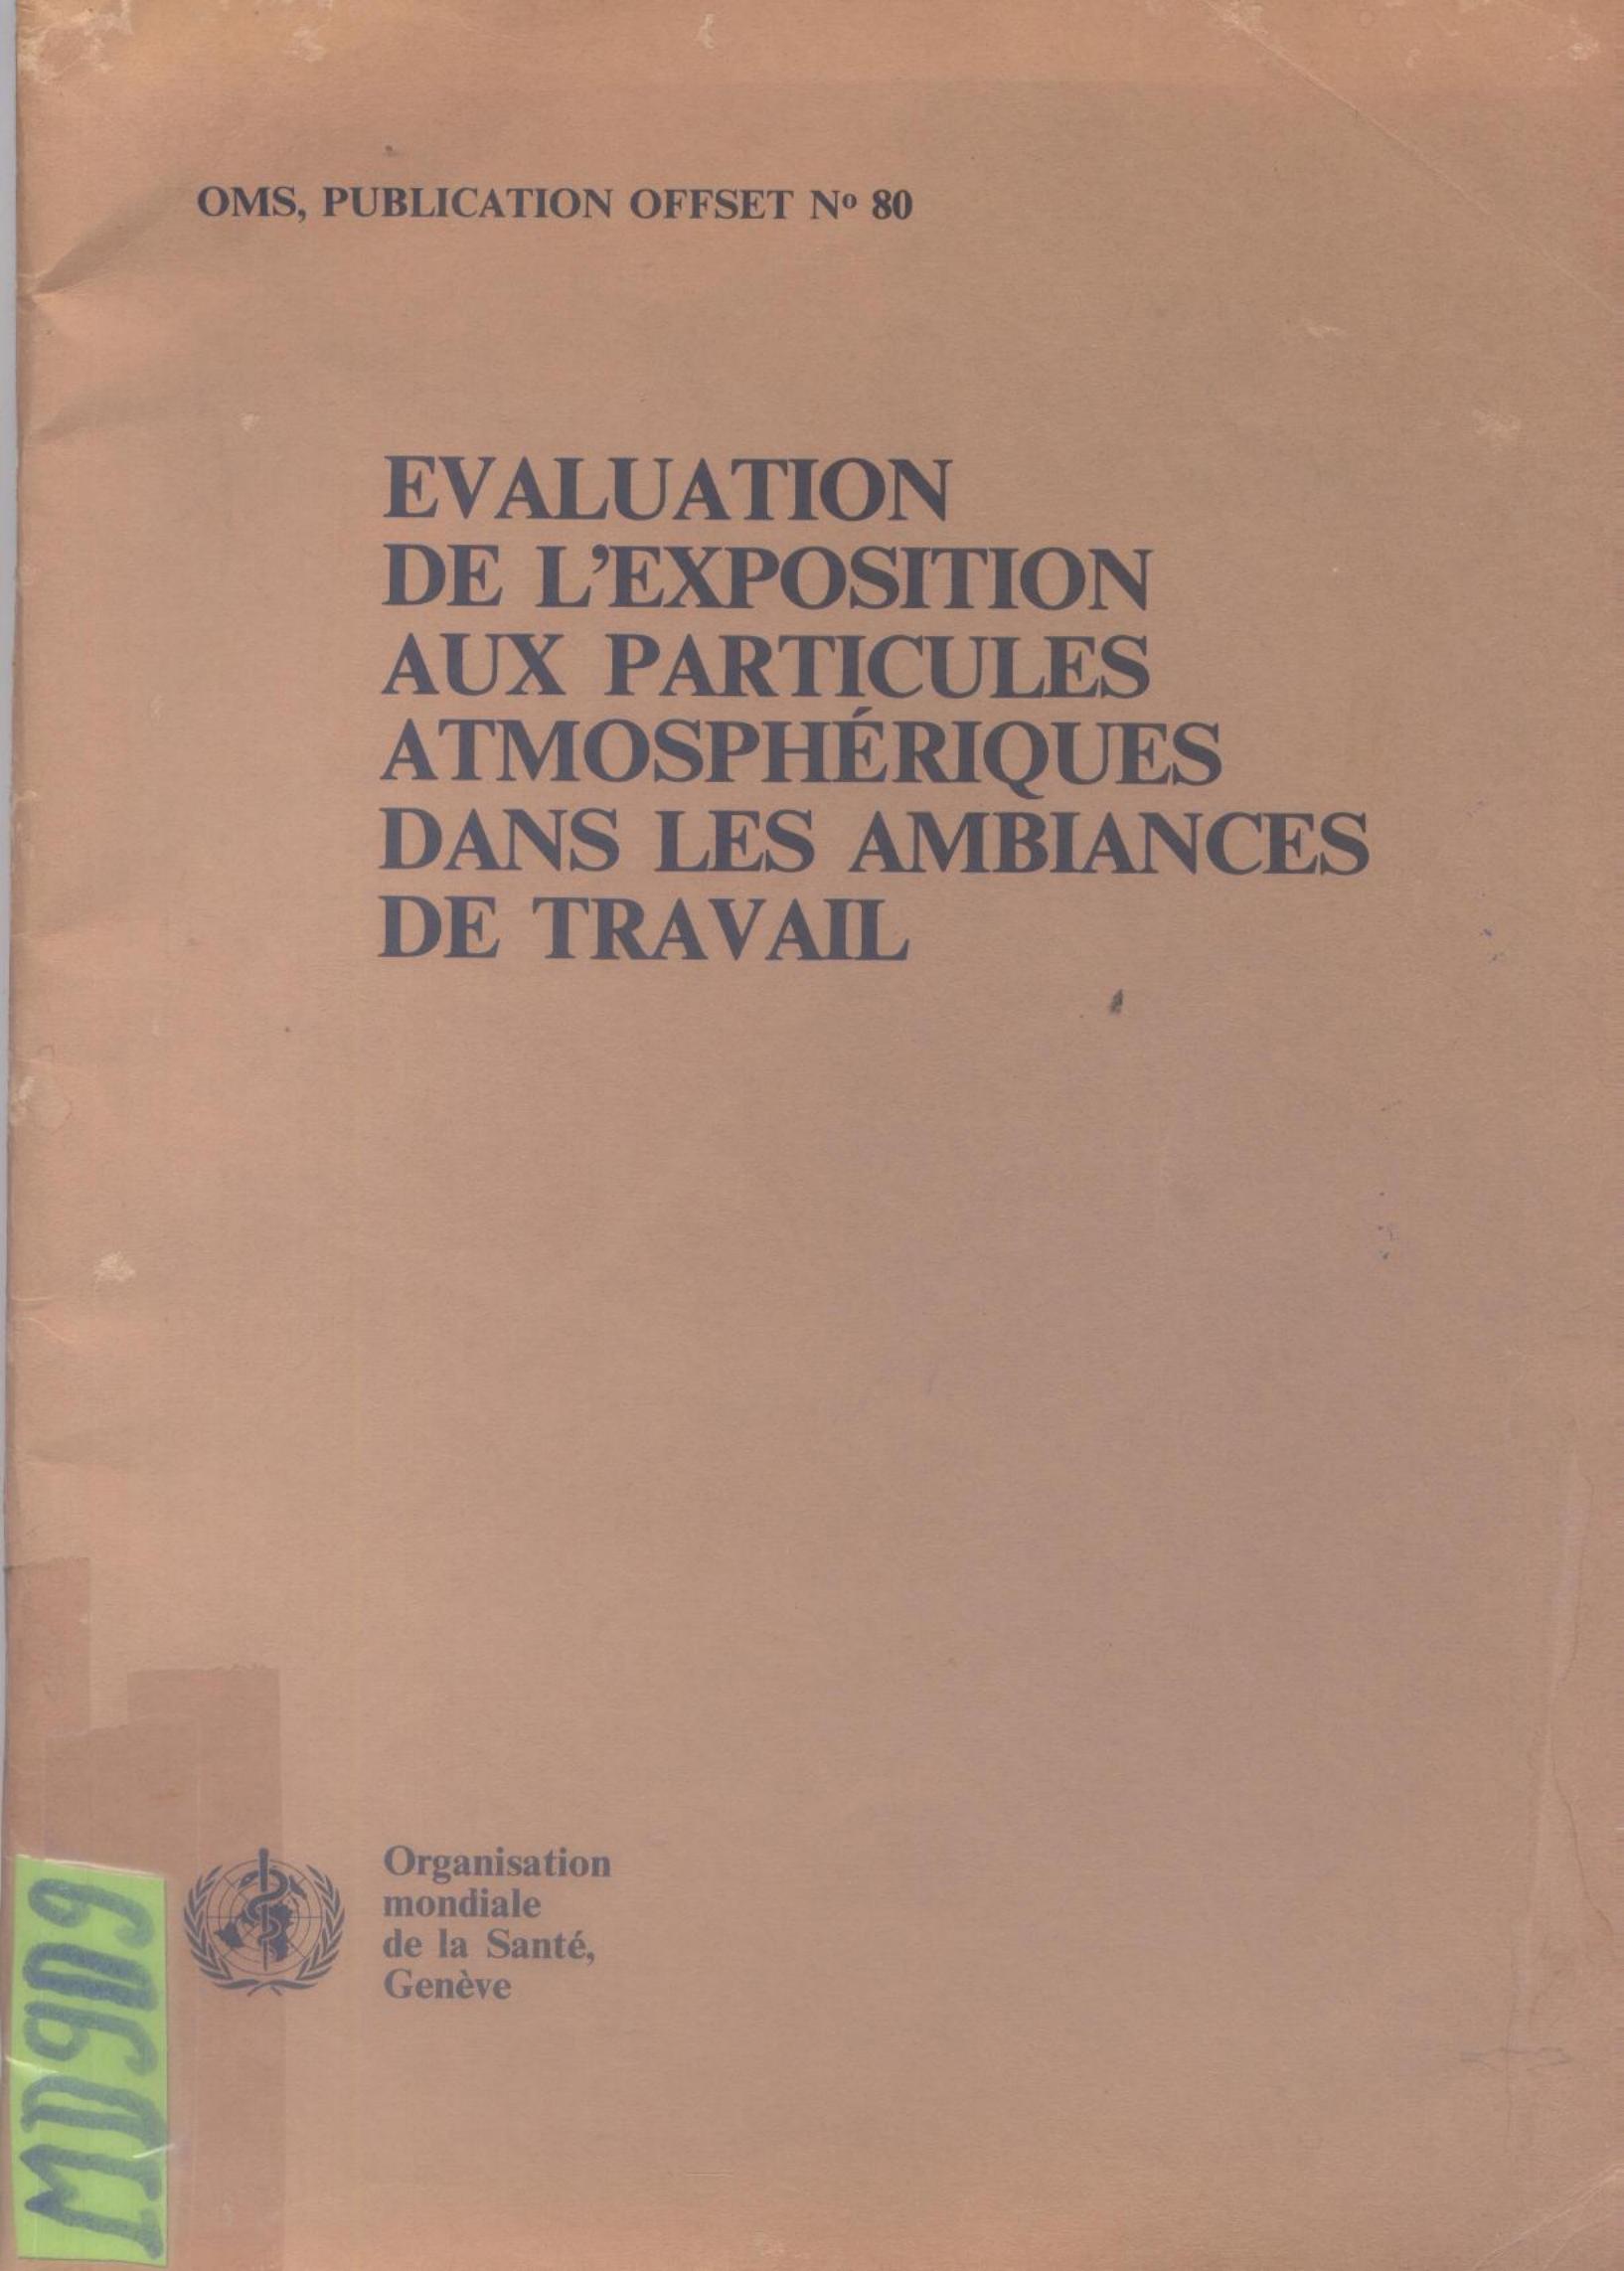 OMS, PUBLICATION OFFSET Nº 80
EVALUATION
DE L'EXPOSITION
AUX PARTICULES
ATMOSPHÉRIQUES
DANS LES AMBIANCES
DE TRAVAIL
Organisation
mondiale
de la Santé,
Genève
MD909